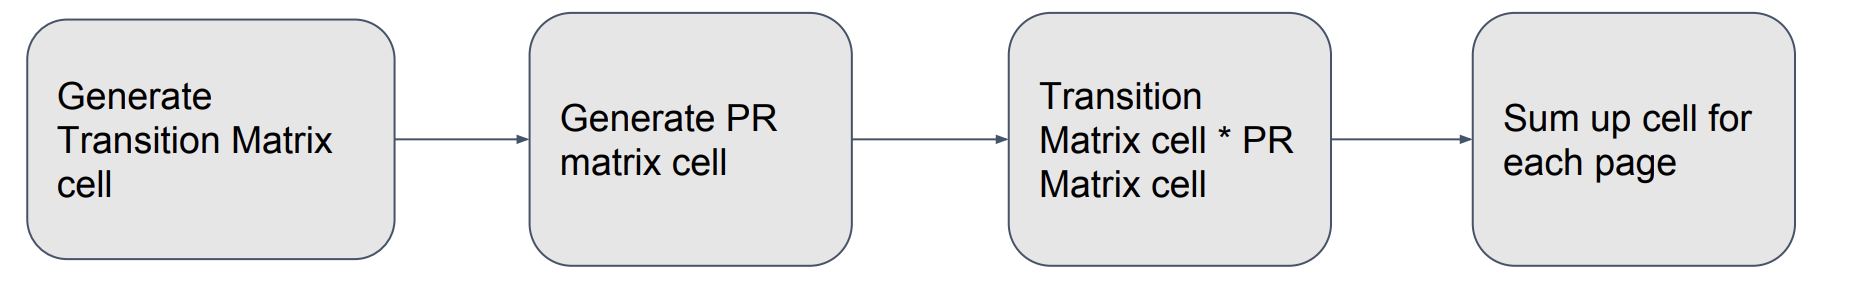 Generate
Transition Matrix
cell
Generate PR
matrix cell
Transition
Matrix cell * PR
Matrix cell
Sum up cell for
each page